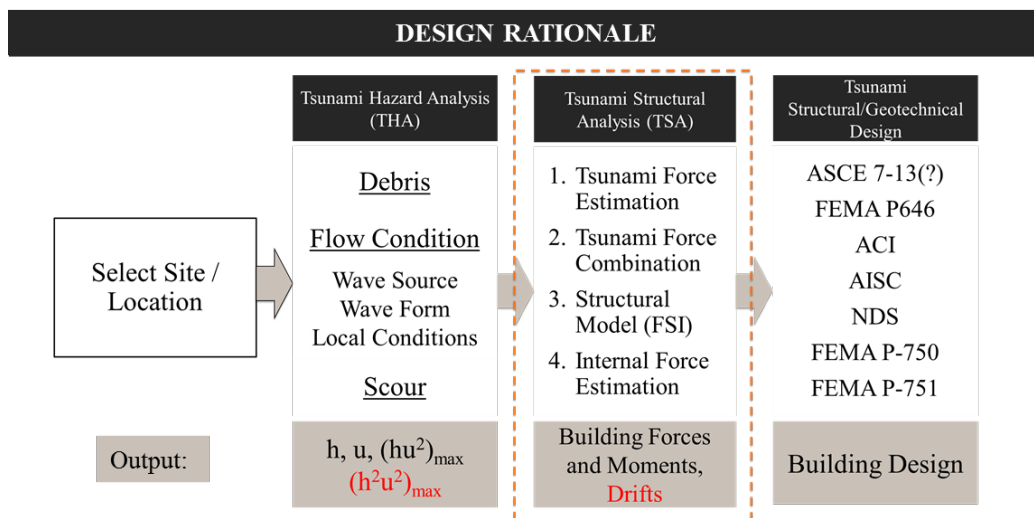 DESIGN RATIONALE
Select Site /
Location
Tsunami Hazard Analysis
(THA)
Debris
Flow Condition
Wave Source
Wave Form
Local Conditions
Scour
Tsunami Structural
Analysis (TSA)
1. Tsunami Force
Estimation
2. Tsunami Force
Combination
3. Structural
Model (FSI)
4. Internal Force
Estimation
Tsunami
Structural/Geotechnical
Design
ASCE 7-13(?)
FEMA P646
ACI
AISC
NDS
FEMA P-750
FEMA P-751
Output:
h, u, (hu²)max
(h²u²)max
Building Forces
and Moments,
Drifts
Building Design